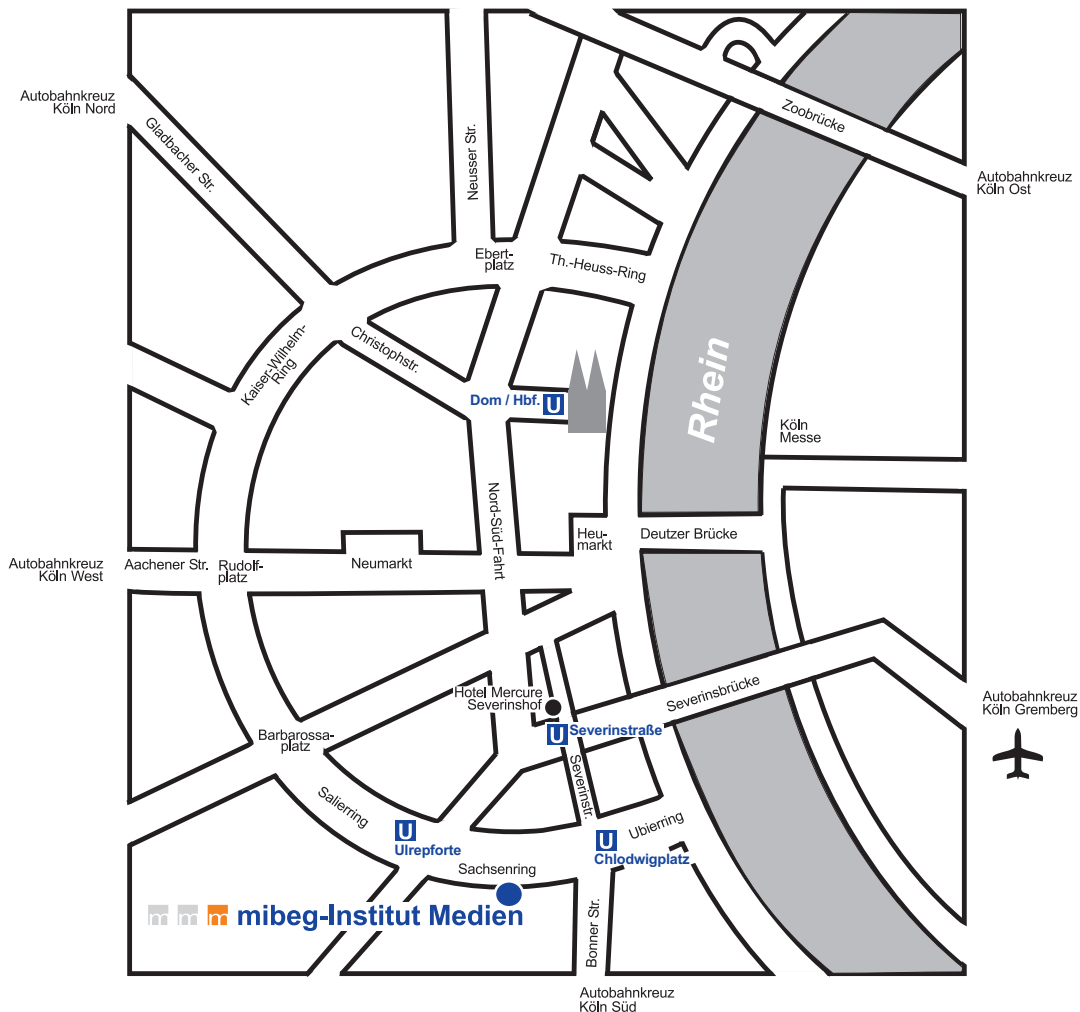 Autobahnkreuz
Köln Nord
Gladbacher Str.
Neusser Str.
Zoobrücke
Autobahnkreuz
Köln Ost
Ebert-
platz
Th.-Heuss-Ring
Kaiser-Wilhelm-
Ring
Christophstr.
Dom / Hbf.
U
Rhein
Köln
Messe
Nord-Süd-Fahrt
Heu-
markt
Deutzer Brücke
Autobahnkreuz
Köln West
Aachener Str.
Rudolf-
platz
Neumarkt
Hotel Mercure
Severinshof
Severinsbrücke
Autobahnkreuz
Köln Gremberg
U
Severinstraße
Barbarossa-
platz
Severinstr.
Salierring
U
Ulrepforte
Ubierring
U
Chlodwigplatz
Sachsenring
m m m mibeg-Institut Medien
Bonner Str.
Autobahnkreuz
Köln Süd